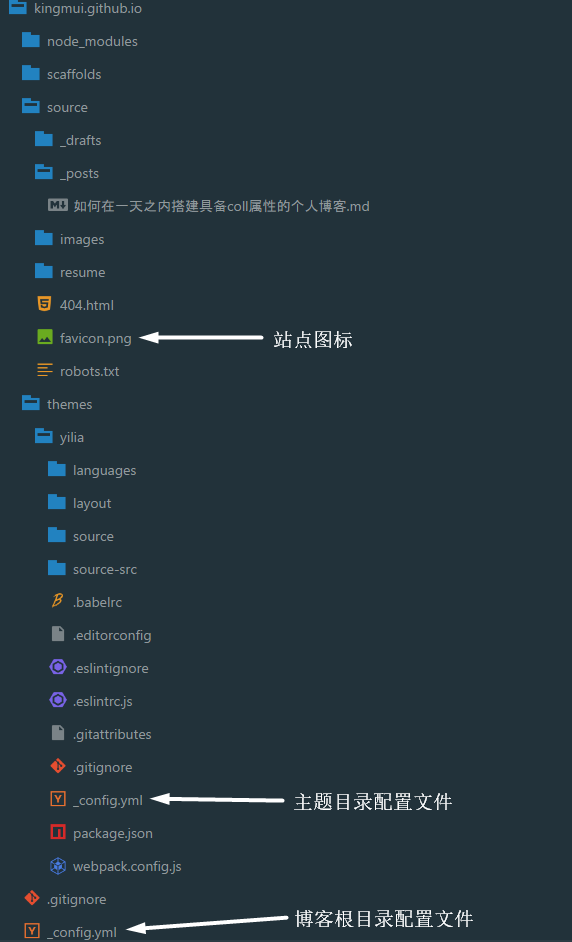 kingmui.github.io
node_modules
scaffolds
source
_drafts
_posts
M↓ 如何在一天之内搭建具备coll属性的个人博客.md
images
resume
404.html
favicon.png 站点图标
robots.txt
themes
yilia
languages
layout
source
source-src
.babelrc
.editorconfig
.eslintignore
.eslintrc.js
.gitattributes
.gitignore
_config.yml 主题目录配置文件
package.json
webpack.config.js
.gitignore
_config.yml 博客根目录配置文件